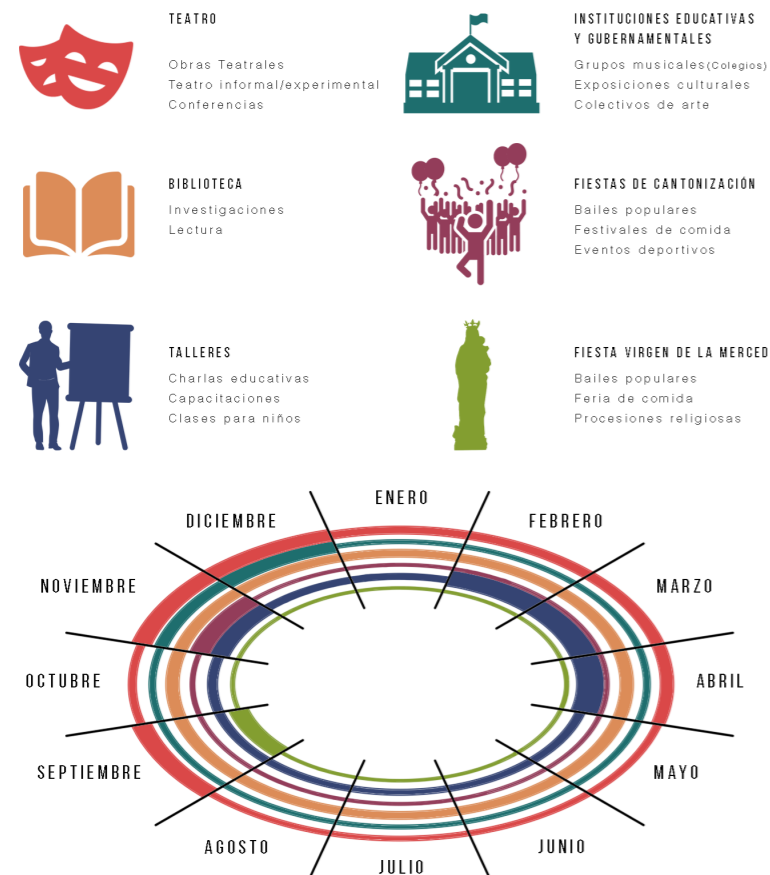 TEATRO
Obras Teatrales
Teatro informal/experimental
Conferencias
INSTITUCIONES EDUCATIVAS
Y GUBERNAMENTALES
Grupos musicales(Colegios)
Exposiciones culturales
Colectivos de arte
BIBLIOTECA
Investigaciones
Lectura
FIESTAS DE CANTONIZACIÓN
Bailes populares
Festivales de comida
Eventos deportivos
TALLERES
Charlas educativas
Capacitaciones
Clases para niños
FIESTA VIRGEN DE LA MERCED
Bailes populares
Feria de comida
Procesiones religiosas
ENERO
FEBRERO
MARZO
ABRIL
MAYO
JUNIO
JULIO
AGOSTO
SEPTIEMBRE
OCTUBRE
NOVIEMBRE
DICIEMBRE